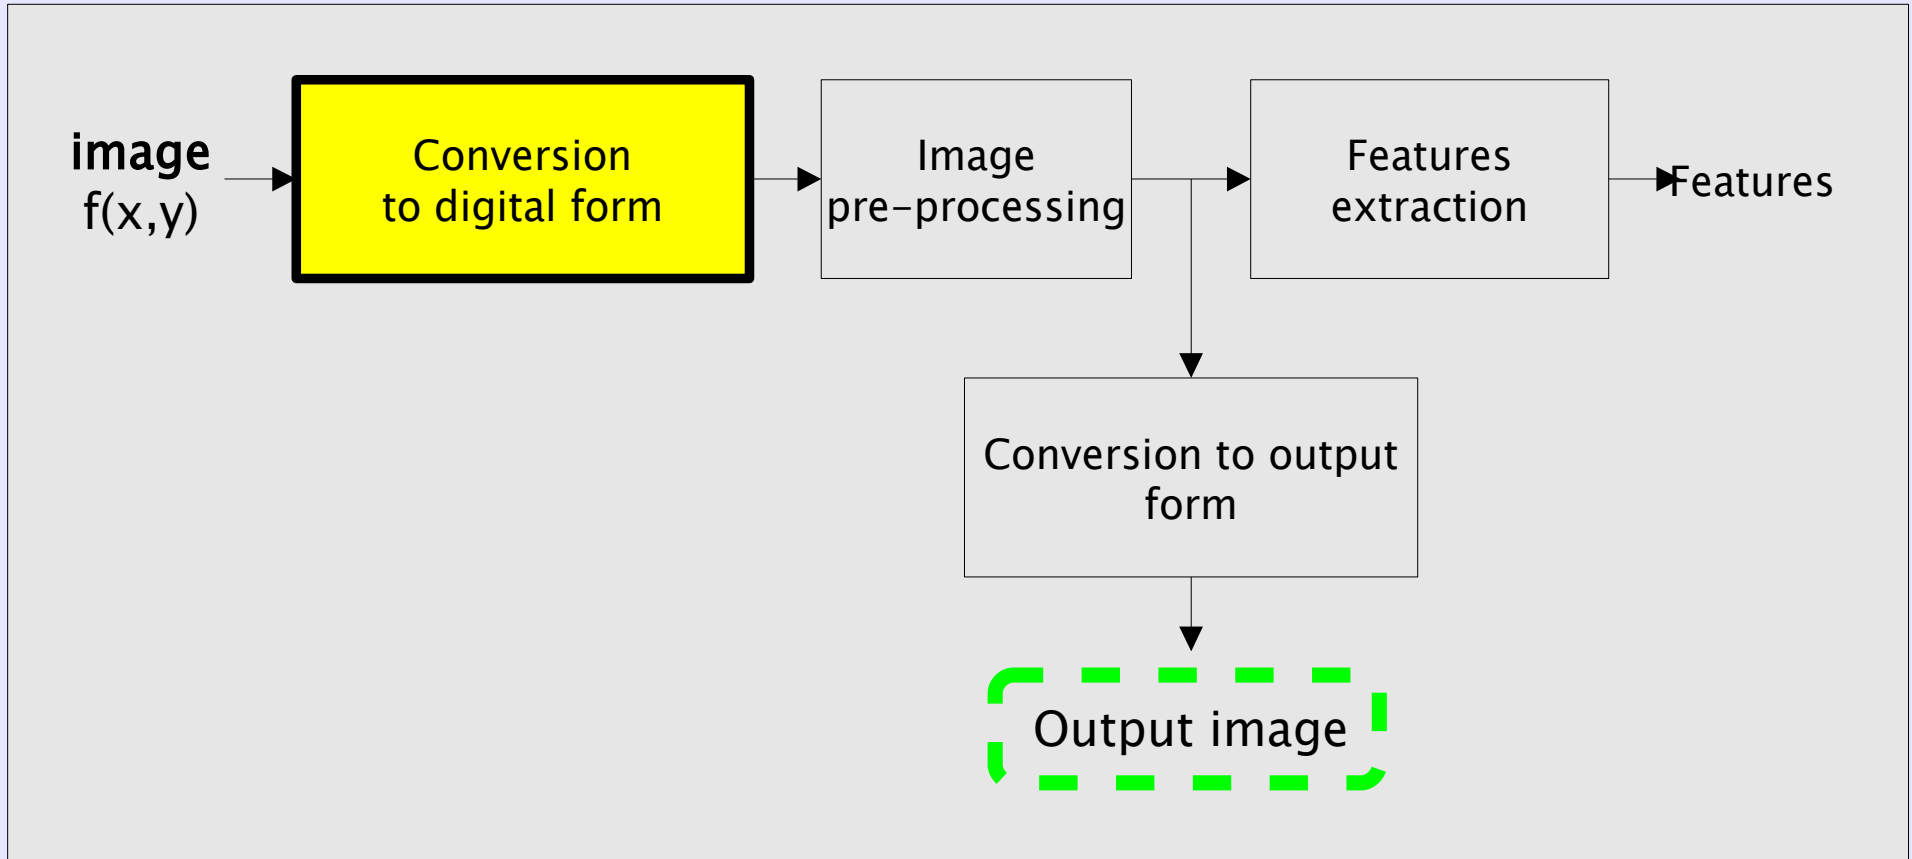 image
f(x,y)
Conversion
to digital form
Image
pre-processing
Features
extraction
Features
Conversion to output
form
Output image